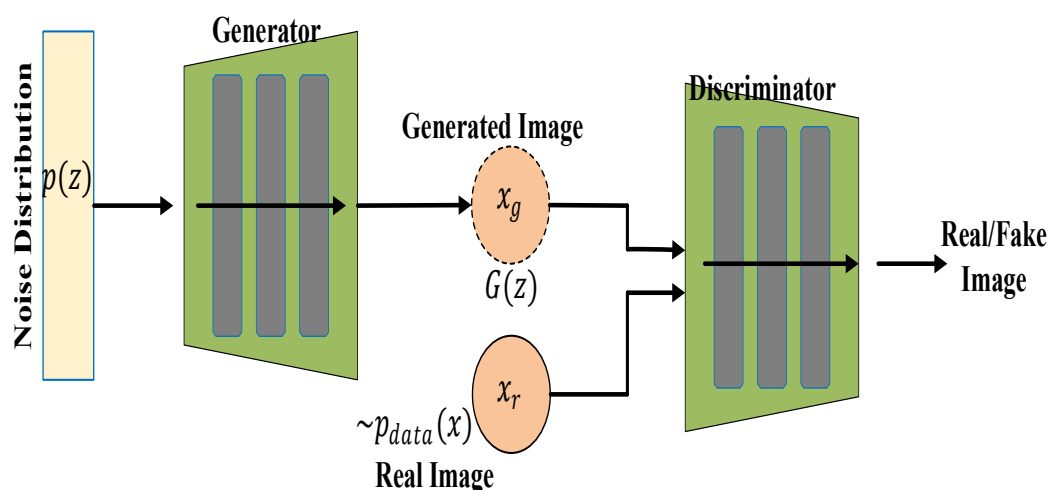 Noise Distribution
p(z)
Generator
Generated Image
x_g
G(z)
x_r
~p_data(x)
Real Image
Discriminator
Real/Fake
Image